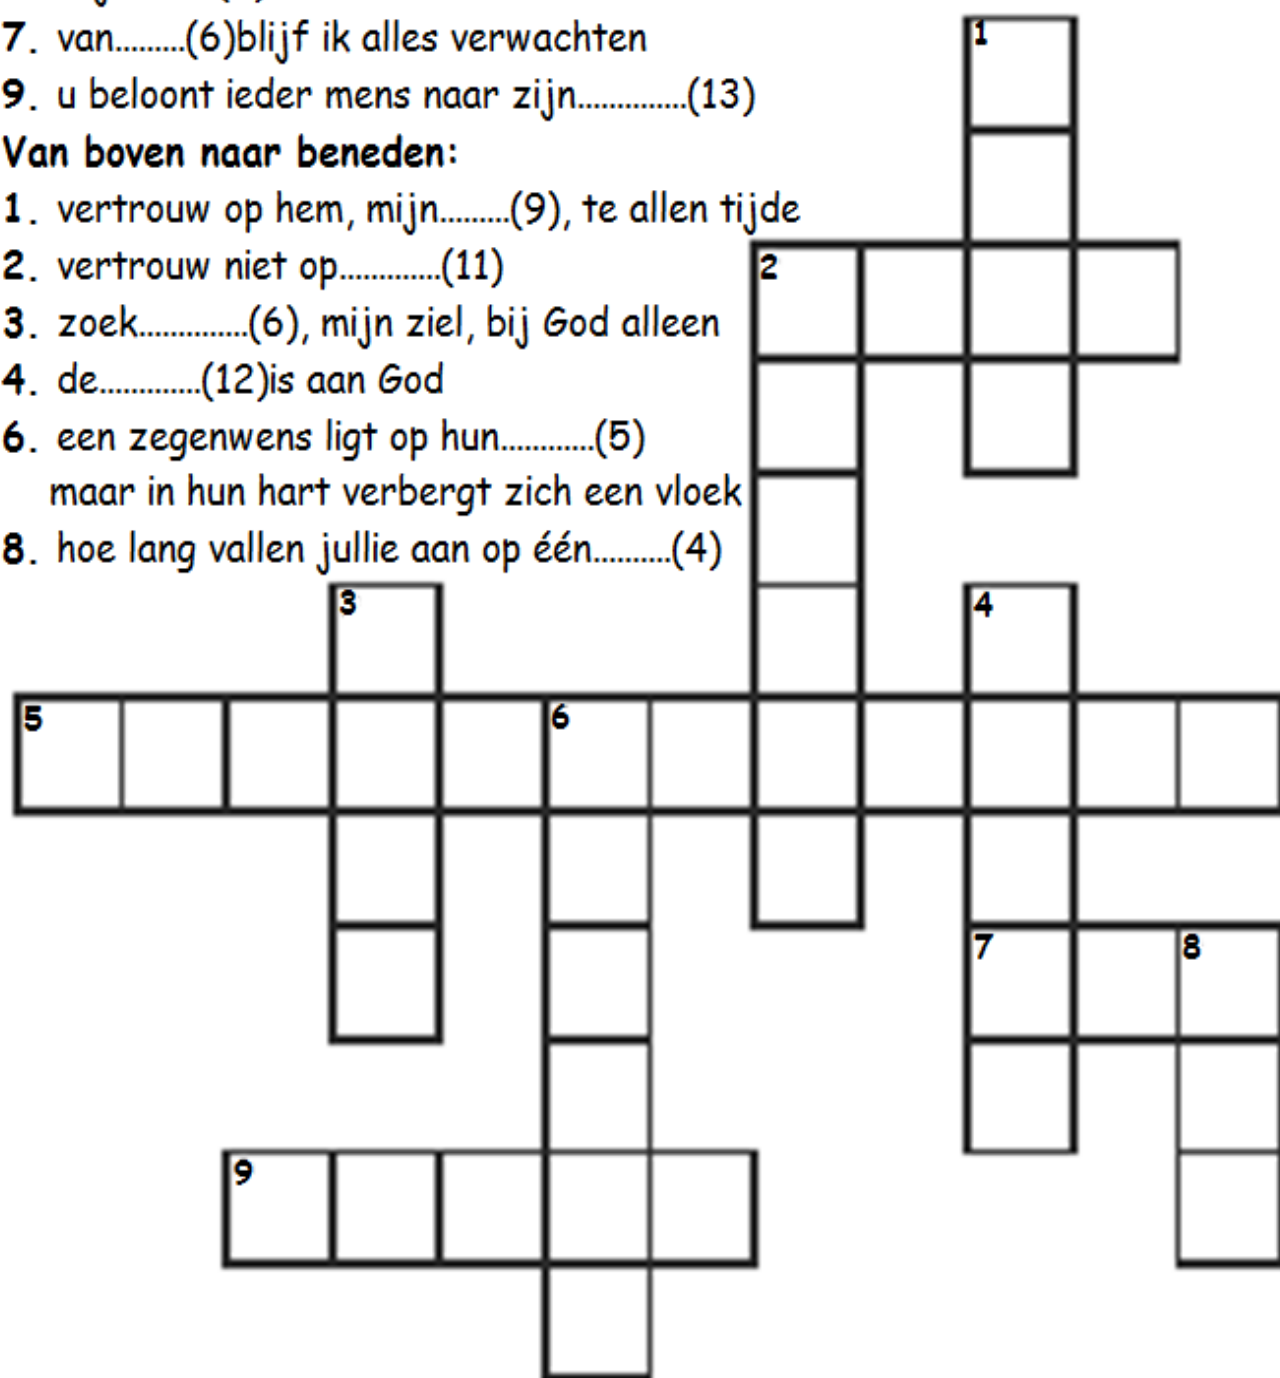 7. van.........(6)blijf ik alles verwachten
9. u beloont ieder mens naar zijn..............(13)
Van boven naar beneden:
1. vertrouw op hem, mijn.........(9), te allen tijde
2. vertrouw niet op.............(11)
3. zoek..............(6), mijn ziel, bij God alleen
4. de.............(12)is aan God
6. een zegenwens ligt op hun............(5)
maar in hun hart verbergt zich een vloek
8. hoe lang vallen jullie aan op één..........(4)
1
2
3
4
5
6
7
8
9